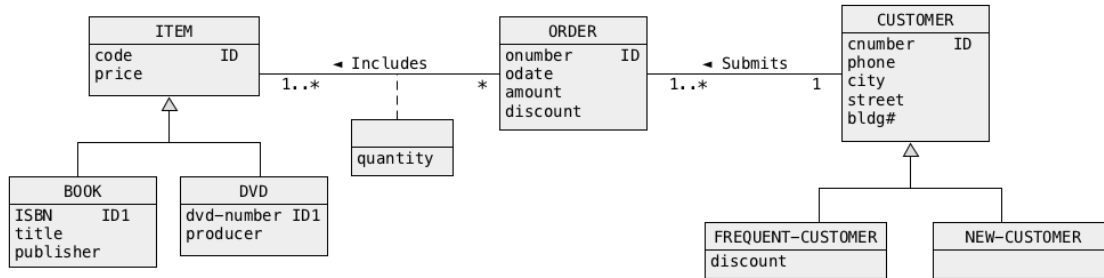 ITEM
code ID
price
◄ Includes
1..*
*
quantity
ORDER
onumber ID
odate
amount
discount
◄ Submits
1..*
1
CUSTOMER
cnumber ID
phone
city
street
bldg#
BOOK
ISBN ID1
title
publisher
DVD
dvd-number ID1
producer
FREQUENT-CUSTOMER
discount
NEW-CUSTOMER